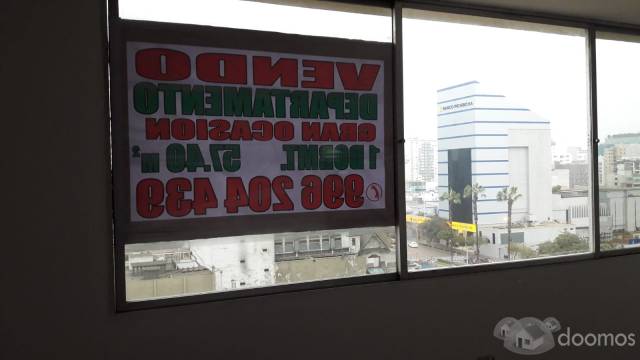 VENDO
DEPARTAMENTO
GRAN OCASION
1 DORMT. 57,40 m²
996 204 439
doomos